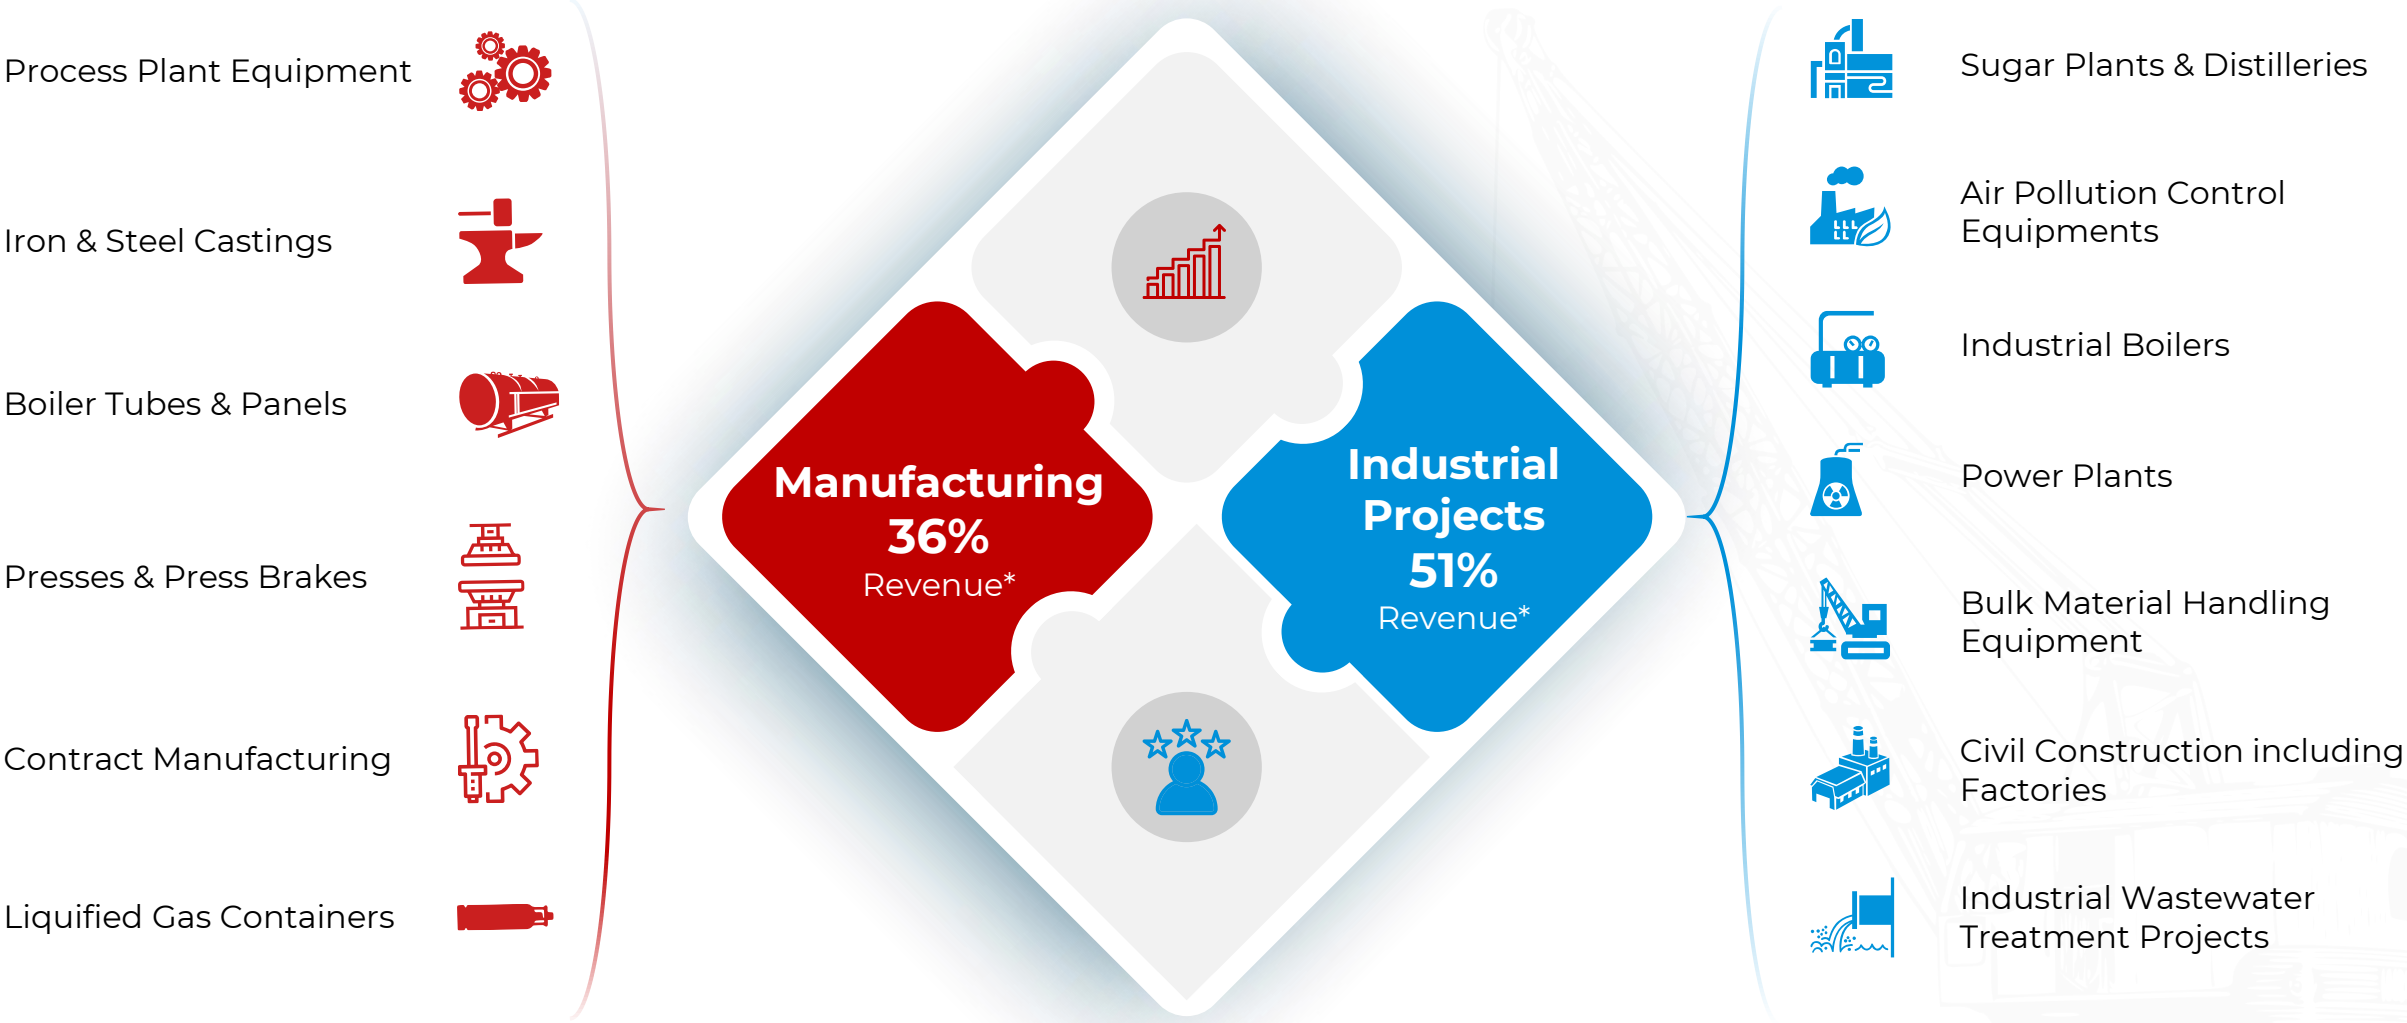 Process Plant Equipment
Iron & Steel Castings
Boiler Tubes & Panels
Presses & Press Brakes
Contract Manufacturing
Liquified Gas Containers
Manufacturing
36%
Revenue*
Industrial
Projects
51%
Revenue*
Sugar Plants & Distilleries
Air Pollution Control
Equipments
Industrial Boilers
Power Plants
Bulk Material Handling
Equipment
Civil Construction including
Factories
Industrial Wastewater
Treatment Projects